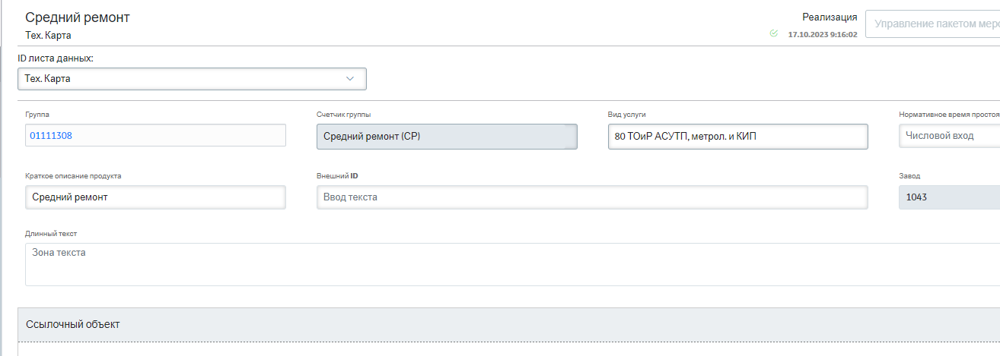 Средний ремонт
Тех. Карта
Реализация
17.10.2023 9:16:02
Управление пакетом
ID листа данных:
Тех. Карта
Группа
Счетчик группы
Вид услуги
Нормативное время простоя
01111308
Средний ремонт (СР)
80 ТОиР АСУТП, метрол. и КИП
Числовой вход
Краткое описание продукта
Внешний ID
Завод
Средний ремонт
Ввод текста
1043
Длинный текст
Зона текста
Ссылочный объект